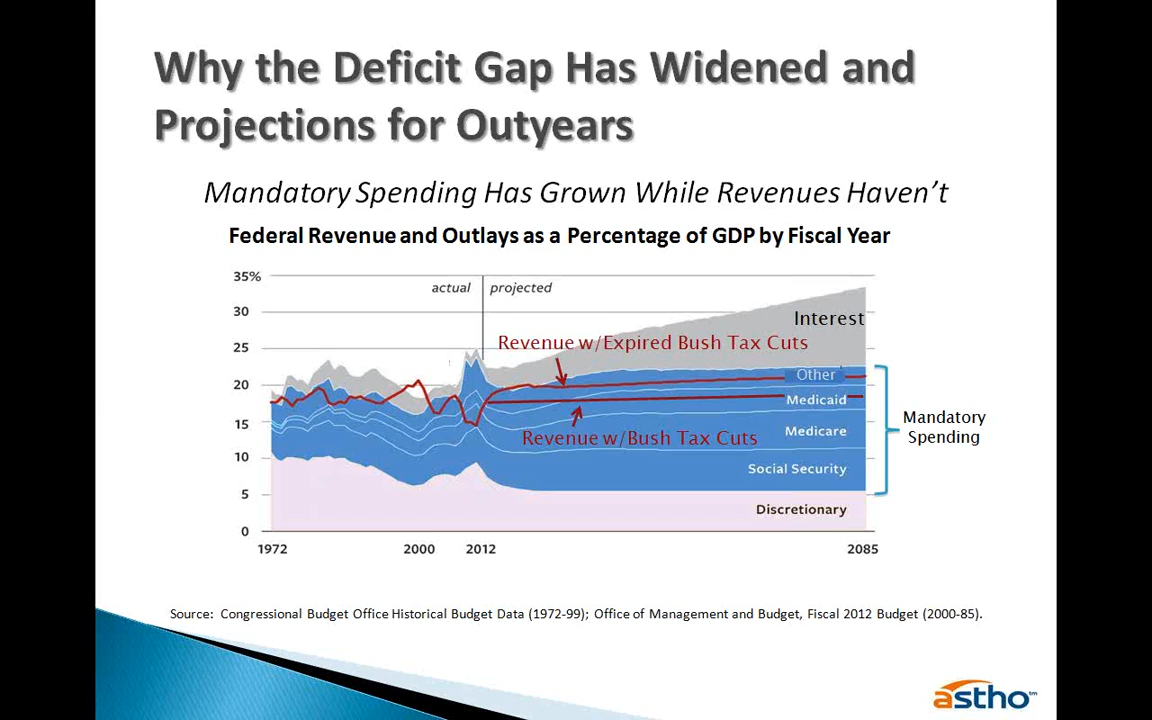 Why the Deficit Gap Has Widened and
Projections for Outyears
Mandatory Spending Has Grown While Revenues Haven't
Federal Revenue and Outlays as a Percentage of GDP by Fiscal Year
35%
actual
projected
30
Interest
25
Revenue w/Expired Bush Tax Cuts
20
Other
Medicaid
15
Revenue w/Bush Tax Cuts
Medicare
Mandatory
Spending
10
Social Security
5
Discretionary
0
1972
2000
2012
2085
Source: Congressional Budget Office Historical Budget Data (1972-99); Office of Management and Budget, Fiscal 2012 Budget (2000-85).
astho™